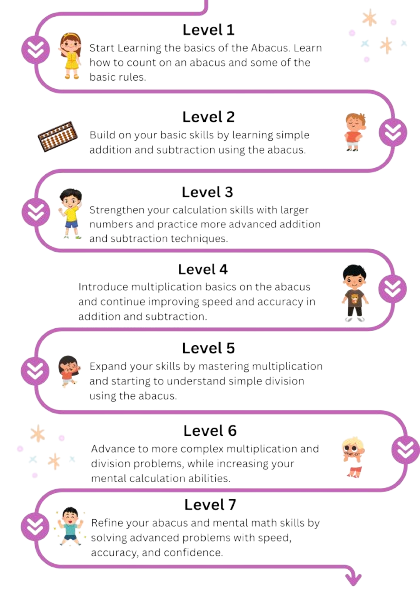 Level 1
Start Learning the basics of the Abacus. Learn
how to count on an abacus and some of the
basic rules.
Level 2
Build on your basic skills by learning simple
addition and subtraction using the abacus.
Level 3
Strengthen your calculation skills with larger
numbers and practice more advanced addition
and subtraction techniques.
Level 4
Introduce multiplication basics on the abacus
and continue improving speed and accuracy in
addition and subtraction.
Level 5
Expand your skills by mastering multiplication
and starting to understand simple division
using the abacus.
Level 6
Advance to more complex multiplication and
division problems, while increasing your
mental calculation abilities.
Level 7
Refine your abacus and mental math skills by
solving advanced problems with speed,
accuracy, and confidence.